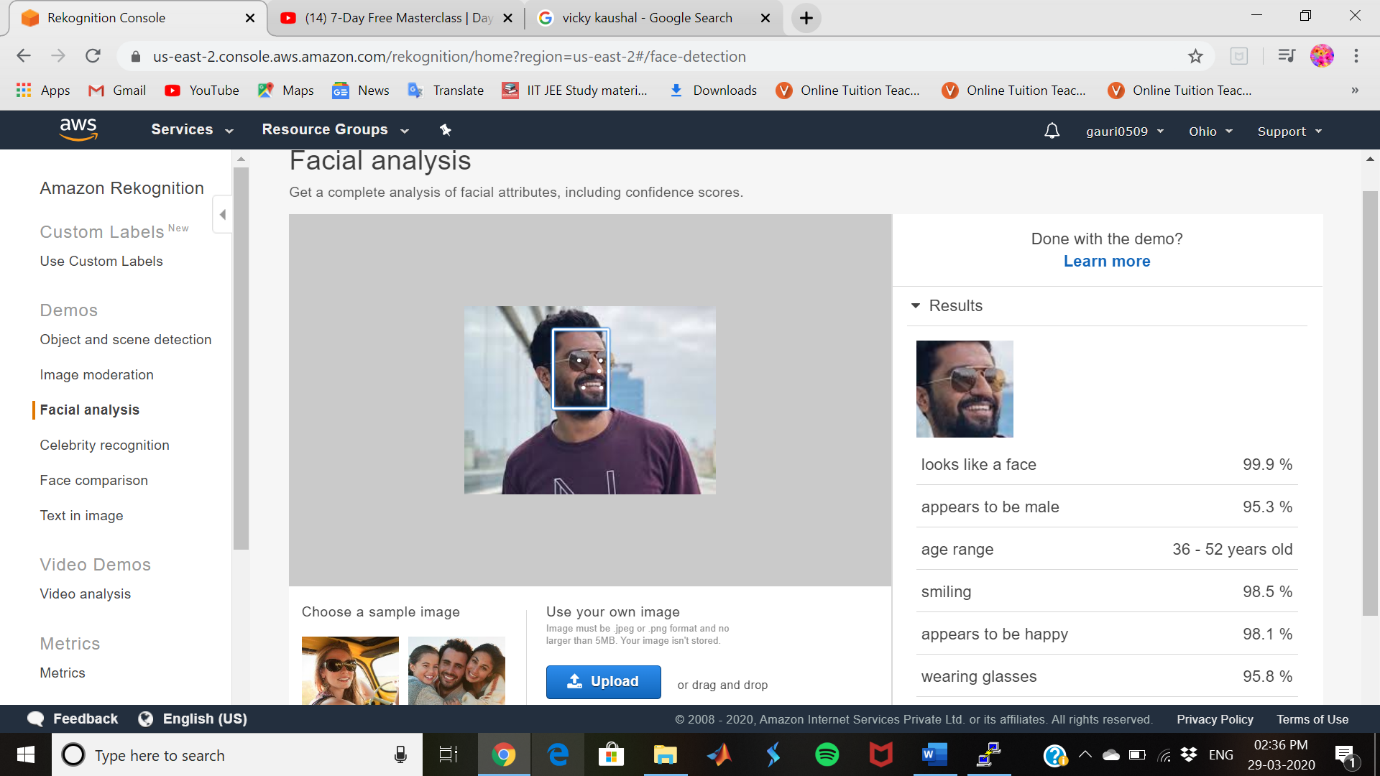 Rekognition Console
(14) 7-Day Free Masterclass | Day
vicky kaushal - Google Search
us-east-2.console.aws.amazon.com/rekognition/home?region=us-east-2#/face-detection
Apps Gmail YouTube Maps News Translate IIT JEE Study materi... Downloads Online Tuition Teac... Online Tuition Teac... Online Tuition Teac... »
aws Services Resource Groups gauri0509 Ohio Support
Amazon Rekognition
Custom Labels New
Use Custom Labels
Demos
Object and scene detection
Image moderation
Facial analysis
Celebrity recognition
Face comparison
Text in image
Video Demos
Video analysis
Metrics
Metrics
Facial analysis
Get a complete analysis of facial attributes, including confidence scores.
Choose a sample image
Use your own image
Image must be .jpeg or .png format and no
larger than 5MB. Your image isn't stored.
Upload or drag and drop
Done with the demo?
Learn more
Results
looks like a face 99.9 %
appears to be male 95.3 %
age range 36 - 52 years old
smiling 98.5 %
appears to be happy 98.1 %
wearing glasses 95.8 %
Feedback English (US) © 2008 - 2020, Amazon Internet Services Private Ltd. or its affiliates. All rights reserved. Privacy Policy Terms of Use
Type here to search
ENG
02:36 PM
29-03-2020
1